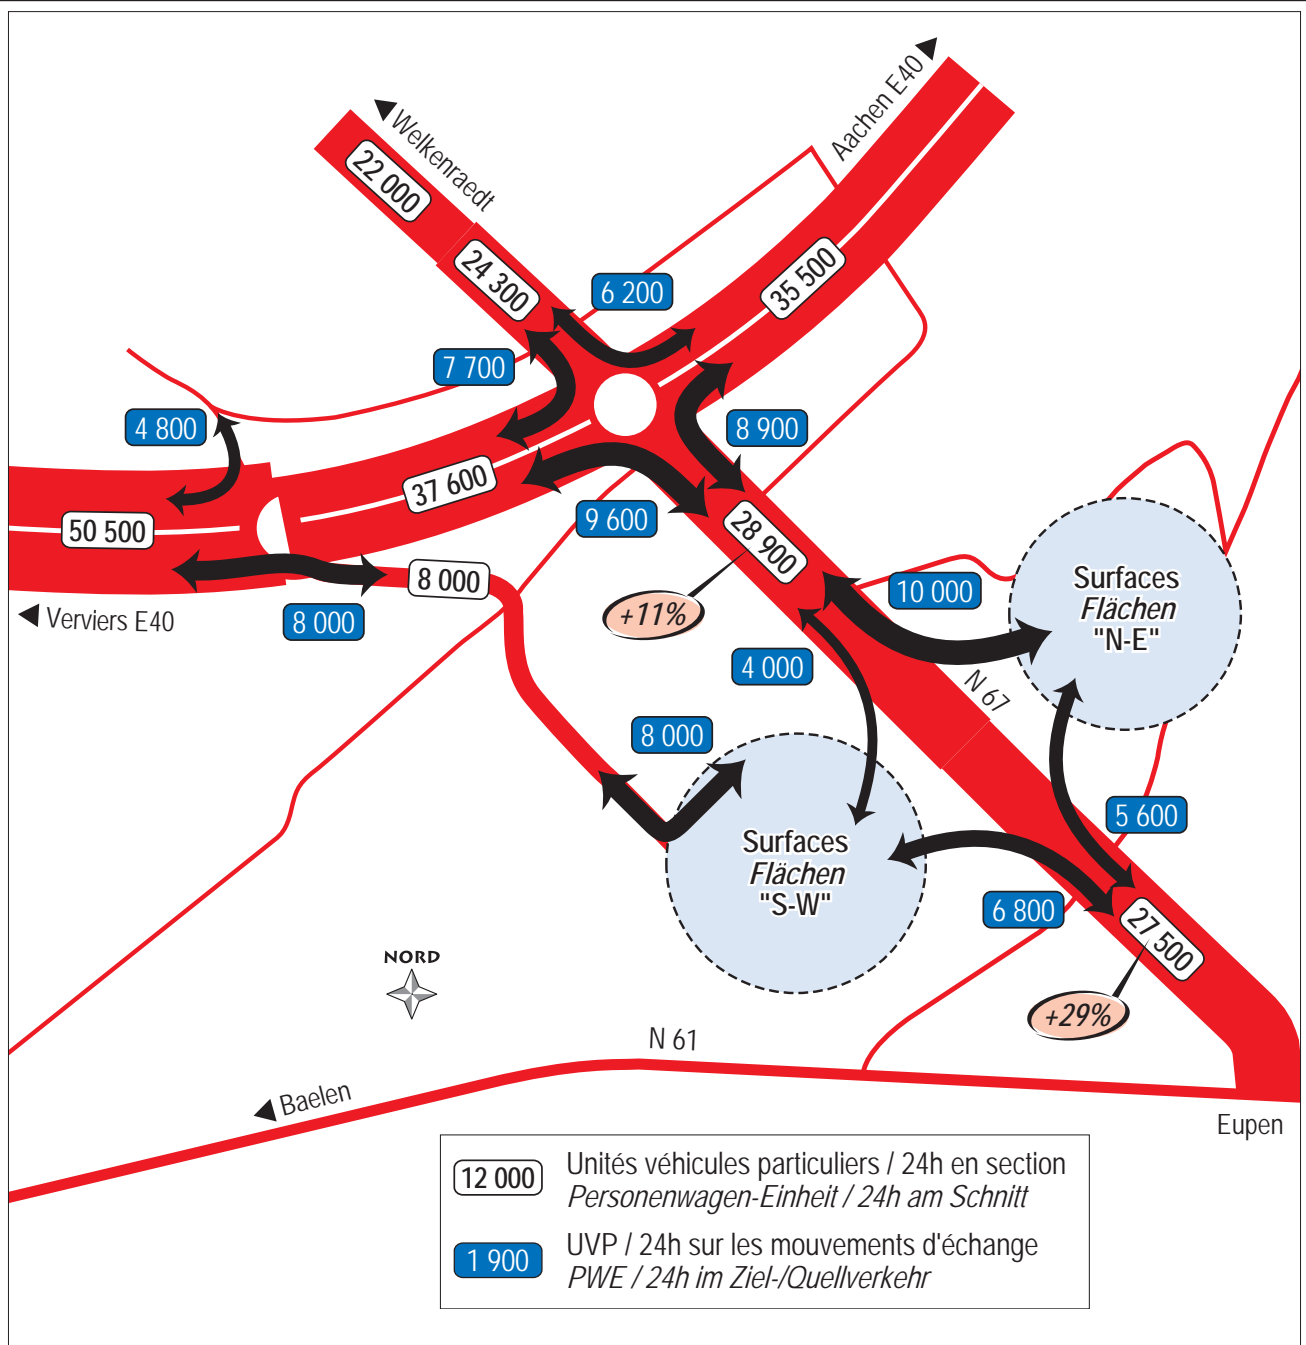 Aachen E40
Welkenraedt
22 000
24 300
6 200
35 500
7 700
4 800
8 900
37 600
50 500
9 600
28 900
8 000
10 000
Surfaces
Flächen
"N-E"
+11%
Verviers E40
8 000
4 000
N 67
8 000
5 600
Surfaces
Flächen
"S-W"
6 800
27 500
NORD
+29%
N 61
Baelen
Eupen
12 000
Unités véhicules particuliers / 24h en section
Personenwagen-Einheit / 24h am Schnitt
1 900
UVP / 24h sur les mouvements d'échange
PWE / 24h im Ziel-/Quellverkehr